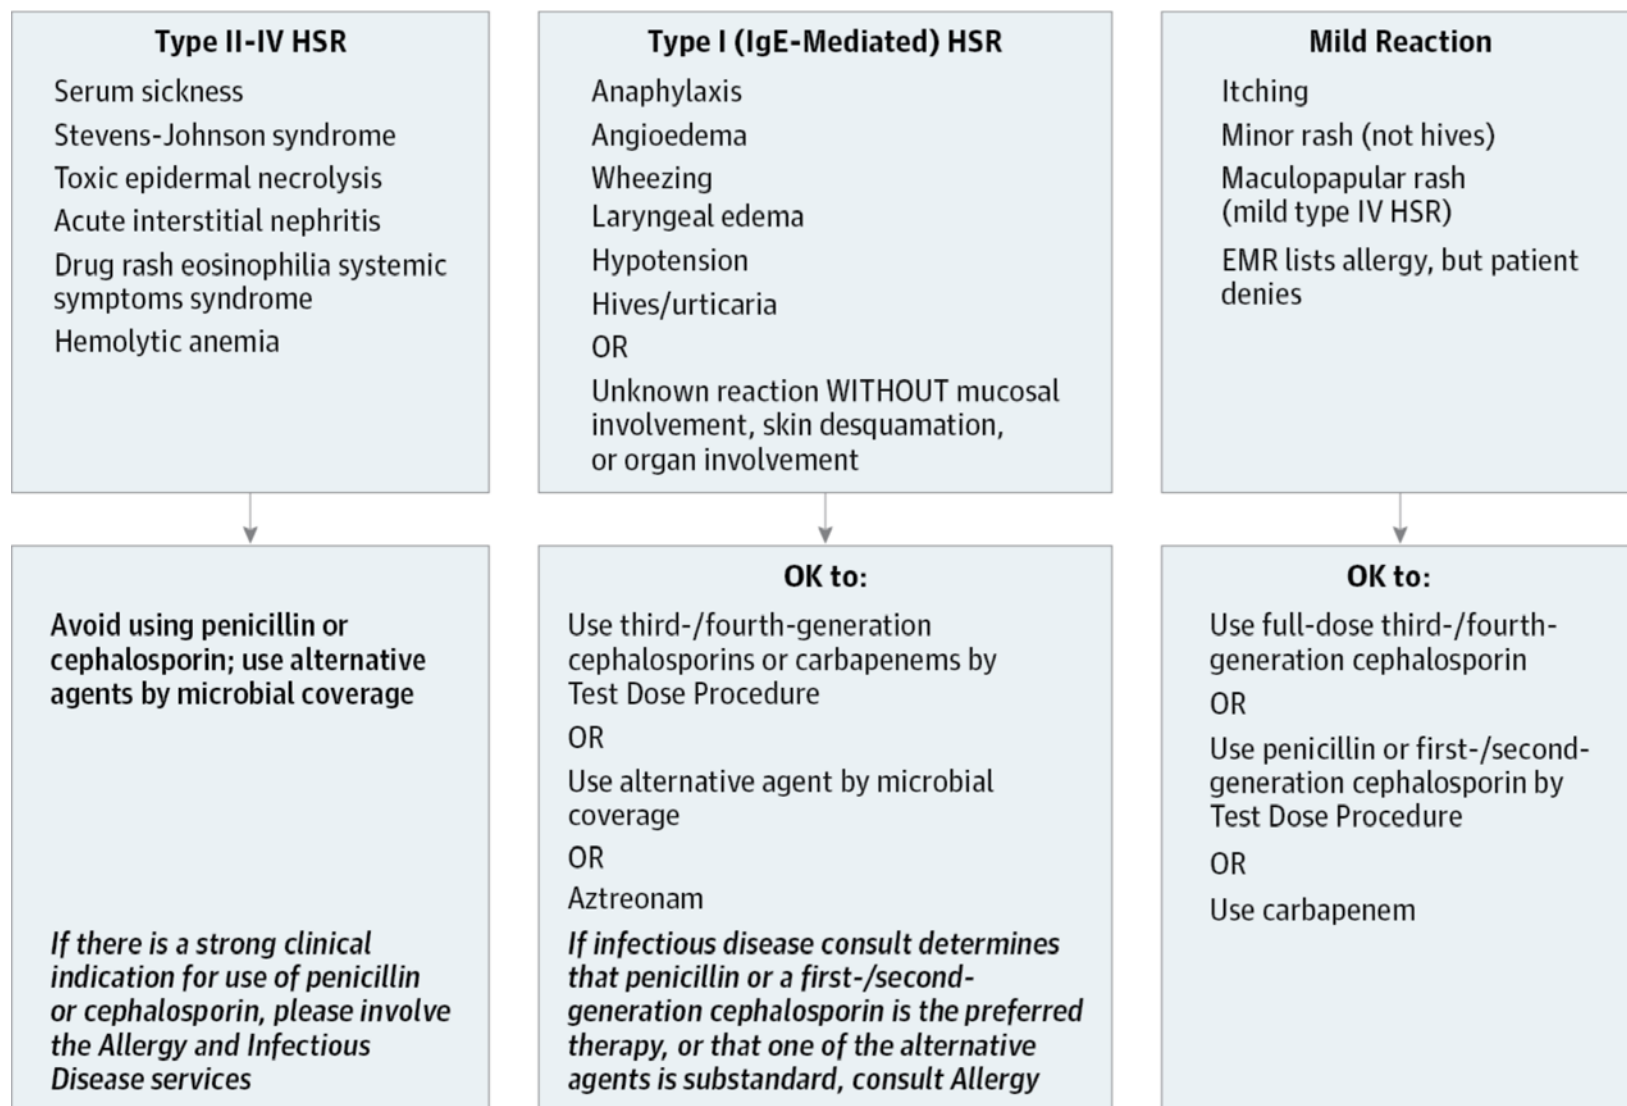 Type II-IV HSR
Serum sickness
Stevens-Johnson syndrome
Toxic epidermal necrolysis
Acute interstitial nephritis
Drug rash eosinophilia systemic
symptoms syndrome
Hemolytic anemia
Type I (IgE-Mediated) HSR
Anaphylaxis
Angioedema
Wheezing
Laryngeal edema
Hypotension
Hives/urticaria
OR
Unknown reaction WITHOUT mucosal
involvement, skin desquamation,
or organ involvement
Mild Reaction
Itching
Minor rash (not hives)
Maculopapular rash
(mild type IV HSR)
EMR lists allergy, but patient
denies
Avoid using penicillin or
cephalosporin; use alternative
agents by microbial coverage
If there is a strong clinical
indication for use of penicillin
or cephalosporin, please involve
the Allergy and Infectious
Disease services
OK to:
Use third-/fourth-generation
cephalosporins or carbapenems by
Test Dose Procedure
OR
Use alternative agent by microbial
coverage
OR
Aztreonam
If infectious disease consult determines
that penicillin or a first-/second-
generation cephalosporin is the preferred
therapy, or that one of the alternative
agents is substandard, consult Allergy
OK to:
Use full-dose third-/fourth-
generation cephalosporin
OR
Use penicillin or first-/second-
generation cephalosporin by
Test Dose Procedure
OR
Use carbapenem